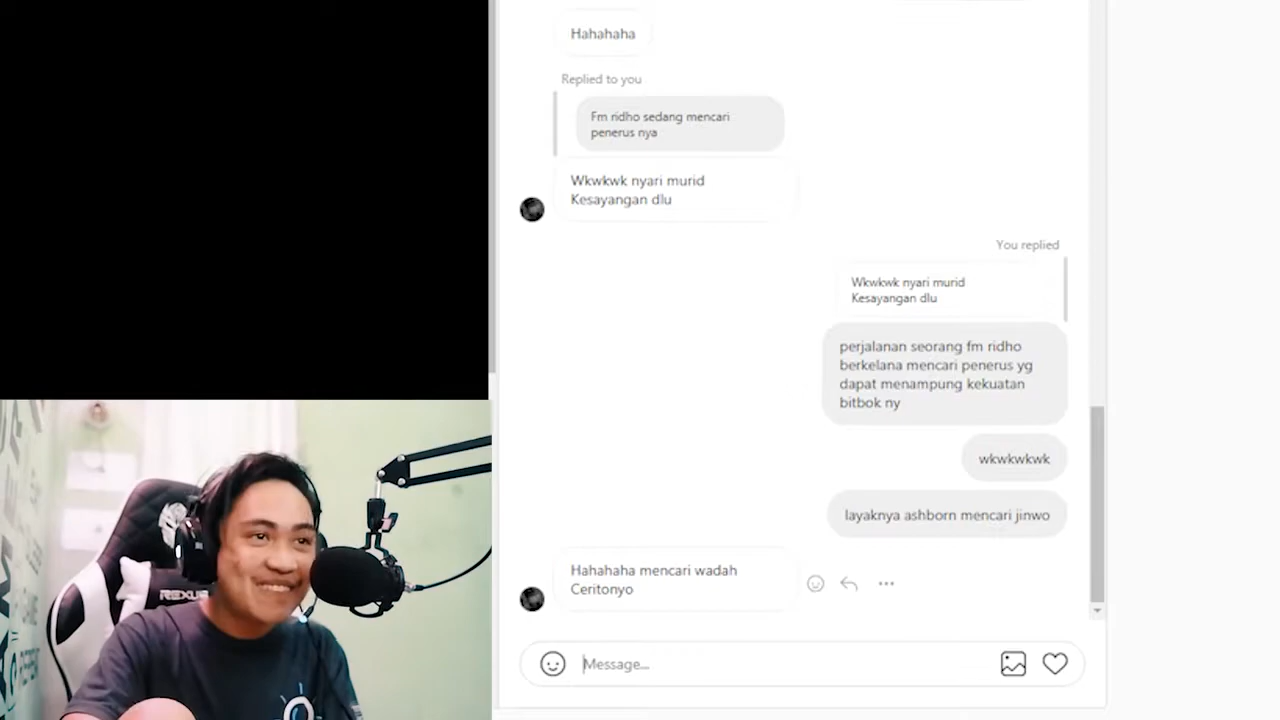 Hahahaha
Replied to you
Fm ridho sedang mencari
penerus nya
Wkwkwk nyari murid
Kesayangan dlu
You replied
Wkwkwk nyari murid
Kesayangan dlu
perjalanan seorang fm ridho
berkelana mencari penerus yg
dapat menampung kekuatan
bitbok ny
wkwkwkwk
layaknya ashborn mencari jinwo
Hahahaha mencari wadah
Ceritonyo
Message...
REXUS